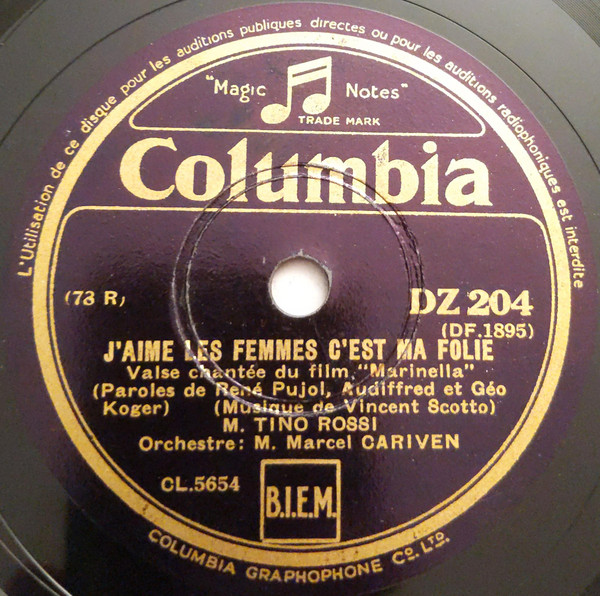 L'Utilisation de ce disque pour les auditions publiques directes ou pour les auditions radiophoniques est interdite
"Magic Notes"
TRADE MARK
Columbia
(73 R)
DZ 204
(DF.1895)
J'AIME LES FEMMES C'EST MA FOLIE
Valse chantée du film "Marinella"
(Paroles de René Pujol, Audiffred et Géo
Koger) (Musique de Vincent Scotto)
M. TINO ROSSI
Orchestre: M. Marcel CARIVEN
CL.5654
B.I.E.M.
COLUMBIA GRAPHOPHONE Co. LTD.